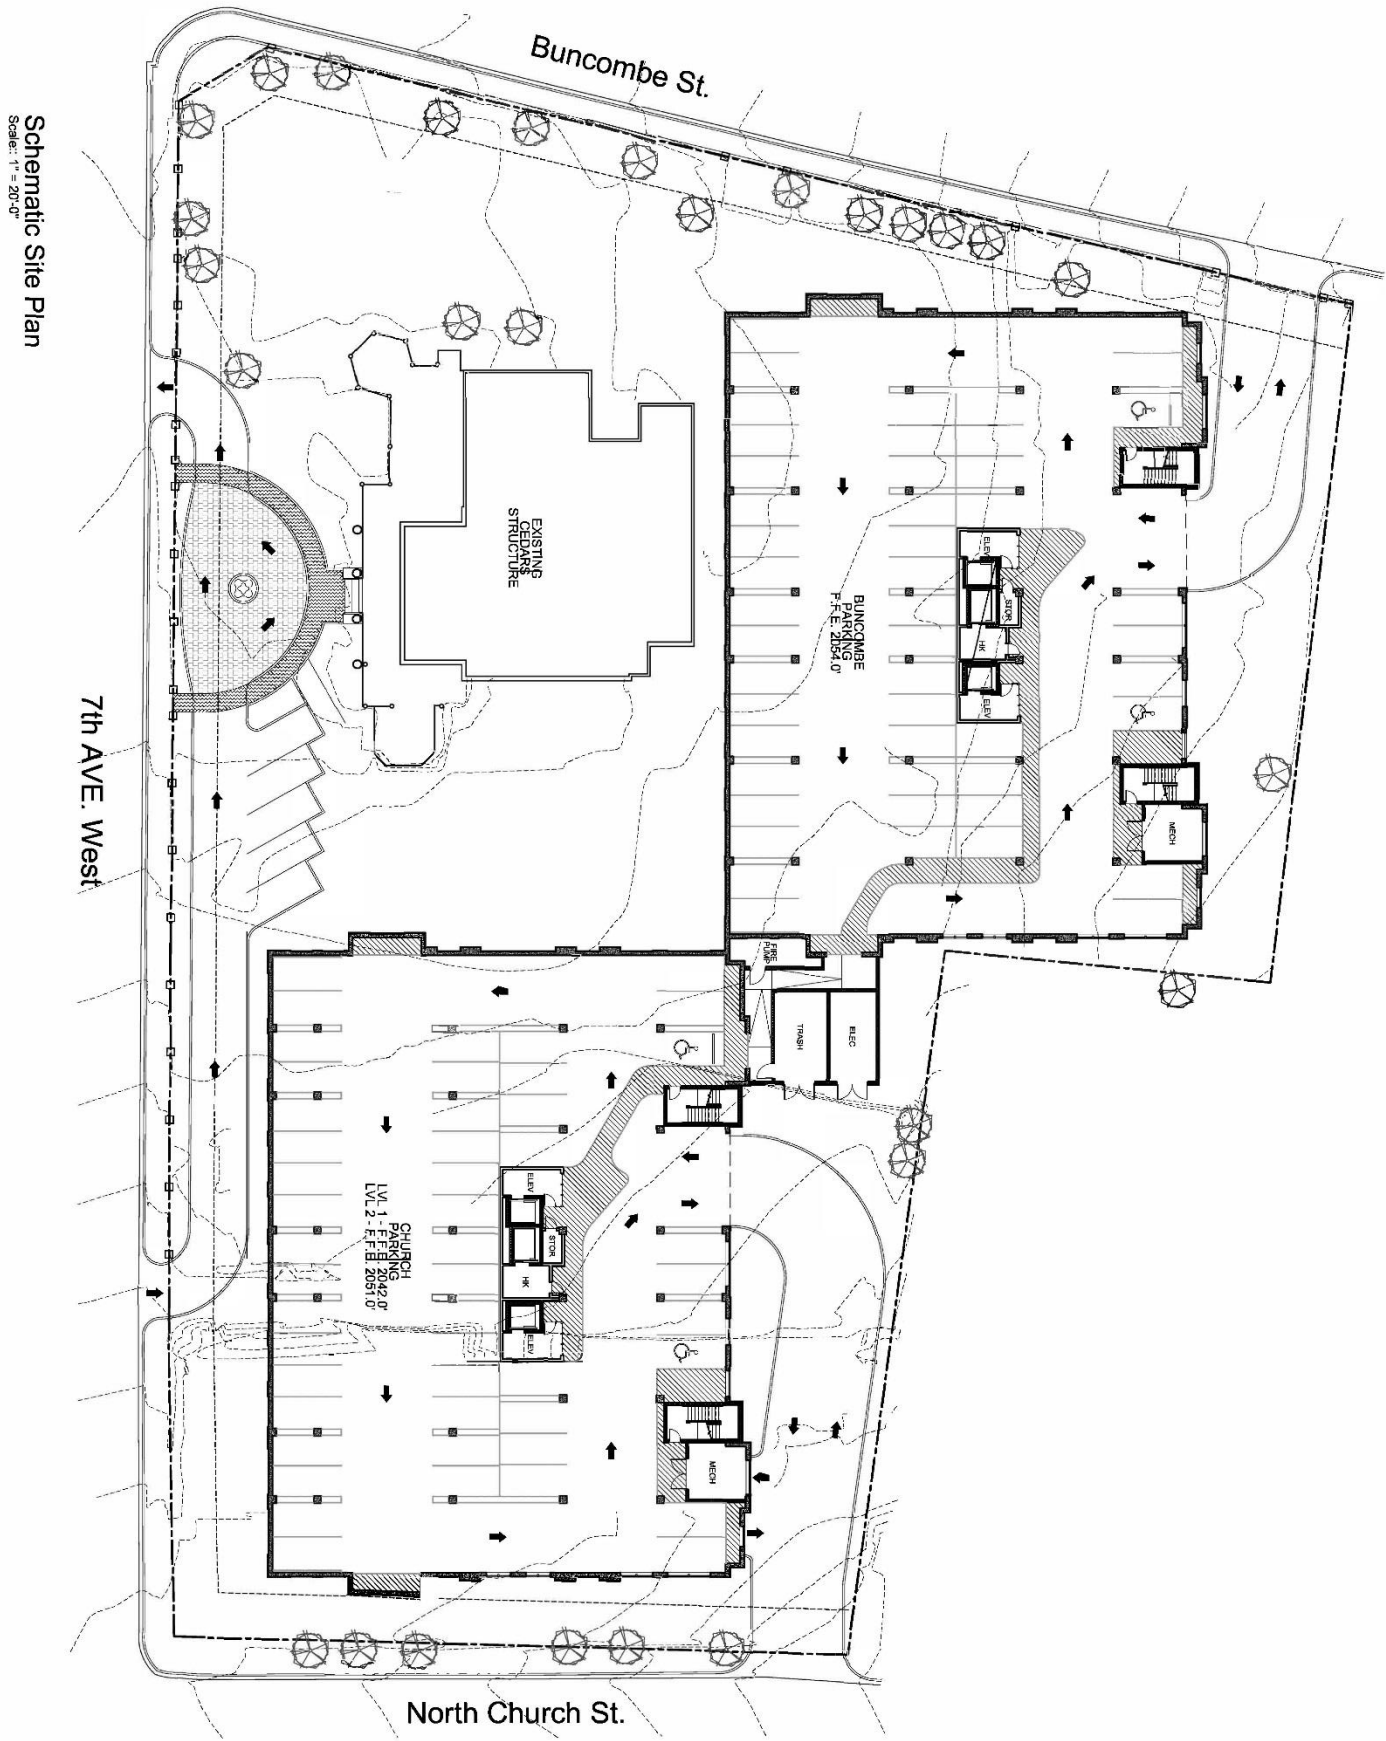 Buncombe St.
Schematic Site Plan
Scale:: 1" = 20'-0"
EXISTING
CEDARS
STRUCTURE
7th AVE. West
BUNCOMBE
PARKING
F.F.E. 2054.0'
ELEV
STOR
HK
ELEV
MECH
FIRE
PUMP
TRASH
ELEC
CHURCH
PARKING
LVL 1 - F.F.E. 2042.0'
LVL 2 - F.F.E. 2051.0'
ELEV
STOR
HK
ELEV
MECH
North Church St.